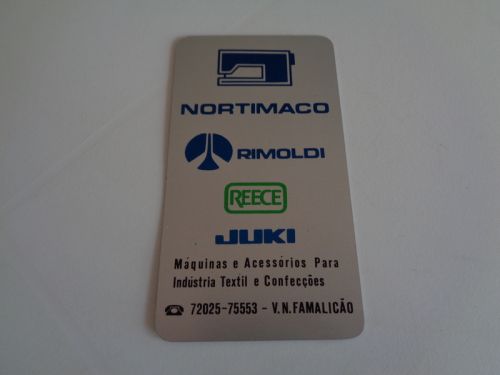 NORTIMACO
RIMOLDI
REECE
JUKI
Máquinas e Acessórios Para
Indústria Textil e Confecções
☎ 72025-75553 - V.N.FAMALICÃO